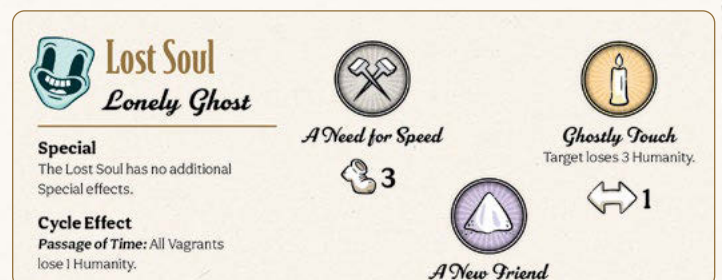 Lost Soul
Lonely Ghost
Special
The Lost Soul has no additional
Special effects.
Cycle Effect
Passage of Time: All Vagrants
lose 1 Humanity.
A Need for Speed
3
Ghostly Touch
Target loses 3 Humanity.
1
A New Friend